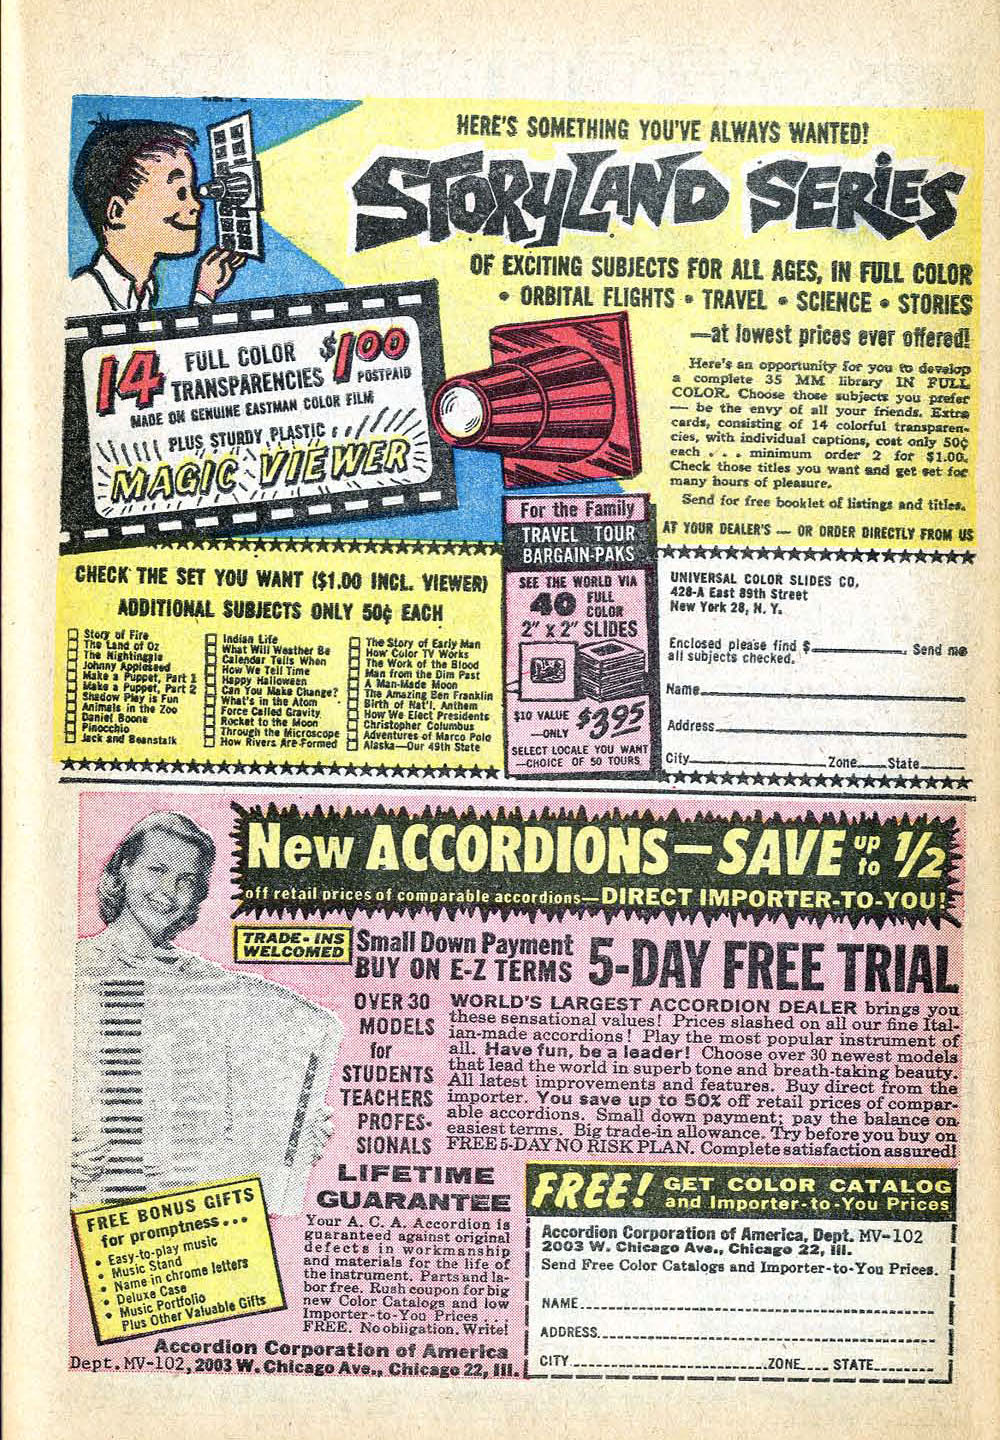 HERE'S SOMETHING YOU'VE ALWAYS WANTED!
STORYLAND SERIES
OF EXCITING SUBJECTS FOR ALL AGES, IN FULL COLOR
• ORBITAL FLIGHTS • TRAVEL • SCIENCE • STORIES
—at lowest prices ever offered!
14 FULL COLOR TRANSPARENCIES $1.00 POSTPAID
MADE ON GENUINE EASTMAN COLOR FILM
PLUS STURDY PLASTIC
MAGIC VIEWER
Here's an opportunity for you to develop
a complete 35 MM library IN FULL
COLOR. Choose those subjects you prefer
— be the envy of all your friends. Extra
cards, consisting of 14 colorful transparen-
cies, with individual captions, cost only 50¢
each . . . minimum order 2 for $1.00.
Check those titles you want and get set for
many hours of pleasure.
Send for free booklet of listings and titles.
AT YOUR DEALER'S — OR ORDER DIRECTLY FROM US
CHECK THE SET YOU WANT ($1.00 INCL. VIEWER)
ADDITIONAL SUBJECTS ONLY 50¢ EACH
Story of Fire
The Land of Oz
The Nightingale
Johnny Appleseed
Make a Puppet, Part 1
Make a Puppet, Part 2
Shadow Play is Fun
Animals in the Zoo
Daniel Boone
Pinocchio
Jack and Beanstalk
Indian Life
What Will Weather Be
Calendar Tells When
How We Tell Time
Happy Halloween
Can You Make Change?
What's in the Atom
Force Called Gravity
Rocket to the Moon
Through the Microscope
How Rivers Are Formed
The Story of Early Man
How Color TV Works
The Work of the Blood
Man from the Dim Past
A Man-Made Moon
The Amazing Ben Franklin
Birth of Nat'l. Anthem
How We Elect Presidents
Christopher Columbus
Adventures of Marco Polo
Alaska—Our 49th State
For the Family
TRAVEL TOUR
BARGAIN-PAKS
SEE THE WORLD VIA
40 FULL COLOR
2" x 2" SLIDES
$10 VALUE
—ONLY $3.95
SELECT LOCALE YOU WANT
—CHOICE OF 50 TOURS
UNIVERSAL COLOR SLIDES CO,
428-A East 89th Street
New York 28, N. Y.
Enclosed please find $________. Send me
all subjects checked.
Name
Address
City Zone State
New ACCORDIONS—SAVE up to 1/2
off retail prices of comparable accordions—DIRECT IMPORTER-TO-YOU!
TRADE-INS
WELCOMED
Small Down Payment
BUY ON E-Z TERMS
5-DAY FREE TRIAL
OVER 30
MODELS
for
STUDENTS
TEACHERS
PROFES-
SIONALS
WORLD'S LARGEST ACCORDION DEALER brings you
these sensational values! Prices slashed on all our fine Ital-
ian-made accordions! Play the most popular instrument of
all. Have fun, be a leader! Choose over 30 newest models
that lead the world in superb tone and breath-taking beauty.
All latest improvements and features. Buy direct from the
importer. You save up to 50% off retail prices of compar-
able accordions. Small down payment; pay the balance on
easiest terms. Big trade-in allowance. Try before you buy on
FREE 5-DAY NO RISK PLAN. Complete satisfaction assured!
LIFETIME
GUARANTEE
Your A. C. A. Accordion is
guaranteed against original
defects in workmanship
and materials for the life of
the instrument. Parts and la-
bor free. Rush coupon for big
new Color Catalogs and low
Importer-to-You Prices . . .
FREE. No obligation. Write!
FREE BONUS GIFTS
for promptness...
• Easy-to-play music
• Music Stand
• Name in chrome letters
• Deluxe Case
• Music Portfolio
Plus Other Valuable Gifts
Accordion Corporation of America
Dept. MV-102, 2003 W. Chicago Ave., Chicago 22, Ill.
FREE! GET COLOR CATALOG
and Importer-to-You Prices
Accordion Corporation of America, Dept. MV-102
2003 W. Chicago Ave., Chicago 22, Ill.
Send Free Color Catalogs and Importer-to-You Prices.
NAME
ADDRESS
CITY ZONE STATE